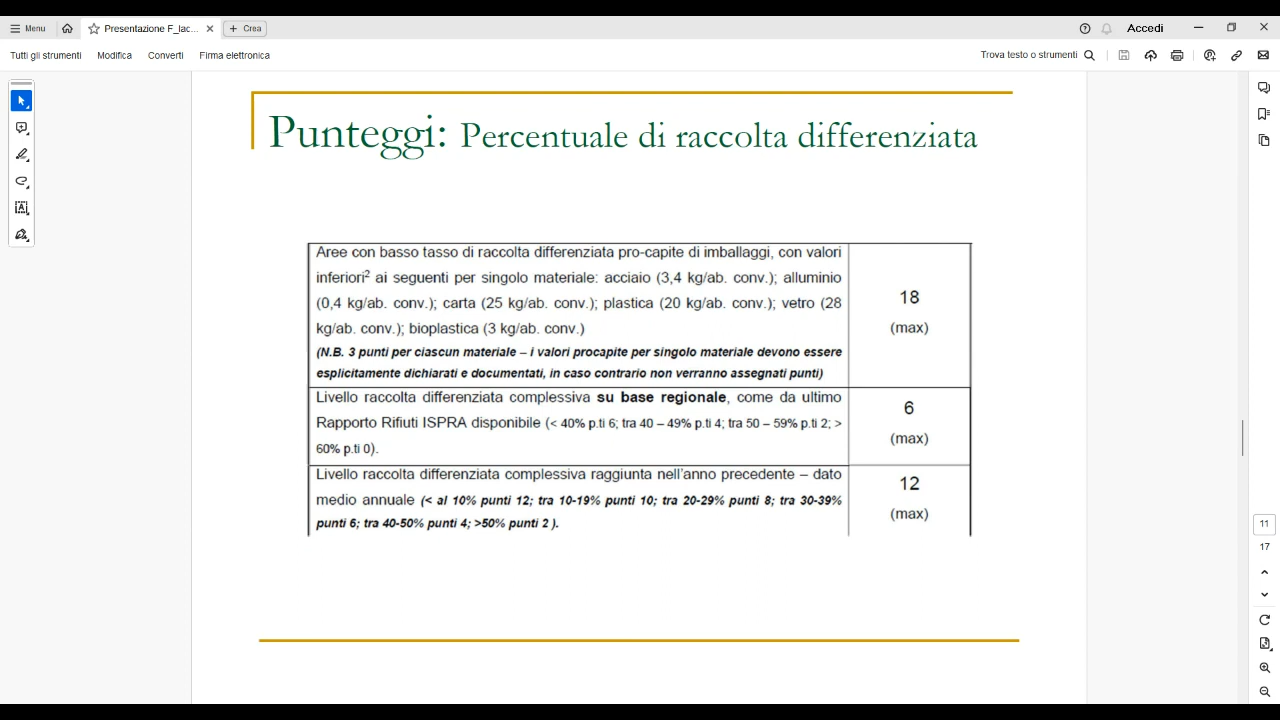 Menu
Presentazione F_Iac...
Crea
Accedi
Tutti gli strumenti
Modifica
Converti
Firma elettronica
Trova testo o strumenti
Punteggi: Percentuale di raccolta differenziata
Aree con basso tasso di raccolta differenziata pro-capite di imballaggi, con valori
inferiori² ai seguenti per singolo materiale: acciaio (3,4 kg/ab. conv.); alluminio
(0,4 kg/ab. conv.); carta (25 kg/ab. conv.); plastica (20 kg/ab. conv.); vetro (28
kg/ab. conv.); bioplastica (3 kg/ab. conv.)
(N.B. 3 punti per ciascun materiale – i valori procapite per singolo materiale devono essere
esplicitamente dichiarati e documentati, in caso contrario non verranno assegnati punti)
18
(max)
Livello raccolta differenziata complessiva su base regionale, come da ultimo
Rapporto Rifiuti ISPRA disponibile (< 40% p.ti 6; tra 40 – 49% p.ti 4; tra 50 – 59% p.ti 2; >
60% p.ti 0).
6
(max)
Livello raccolta differenziata complessiva raggiunta nell'anno precedente – dato
medio annuale (< al 10% punti 12; tra 10-19% punti 10; tra 20-29% punti 8; tra 30-39%
punti 6; tra 40-50% punti 4; >50% punti 2 ).
12
(max)
11
17